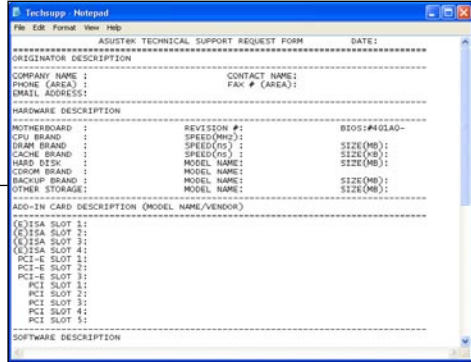 Techsupp - Notepad
File Edit Format View Help
ASUSTeK TECHNICAL SUPPORT REQUEST FORM DATE:
ORIGINATOR DESCRIPTION
COMPANY NAME : CONTACT NAME:
PHONE (AREA) : FAX # (AREA):
EMAIL ADDRESS:
HARDWARE DESCRIPTION
MOTHERBOARD : REVISION #: BIOS:#401A0-
CPU BRAND : SPEED(MHz):
DRAM BRAND : SPEED(ns) : SIZE(MB):
CACHE BRAND : SPEED(ns) : SIZE(KB):
HARD DISK : MODEL NAME: SIZE(MB):
CDROM BRAND : MODEL NAME:
BACKUP BRAND : MODEL NAME: SIZE(MB):
OTHER STORAGE: MODEL NAME: SIZE(MB):
ADD-IN CARD DESCRIPTION (MODEL NAME/VENDOR)
(E)ISA SLOT 1:
(E)ISA SLOT 2:
(E)ISA SLOT 3:
(E)ISA SLOT 4:
PCI-E SLOT 1:
PCI-E SLOT 2:
PCI-E SLOT 3:
PCI SLOT 1:
PCI SLOT 2:
PCI SLOT 3:
PCI SLOT 4:
PCI SLOT 5:
SOFTWARE DESCRIPTION